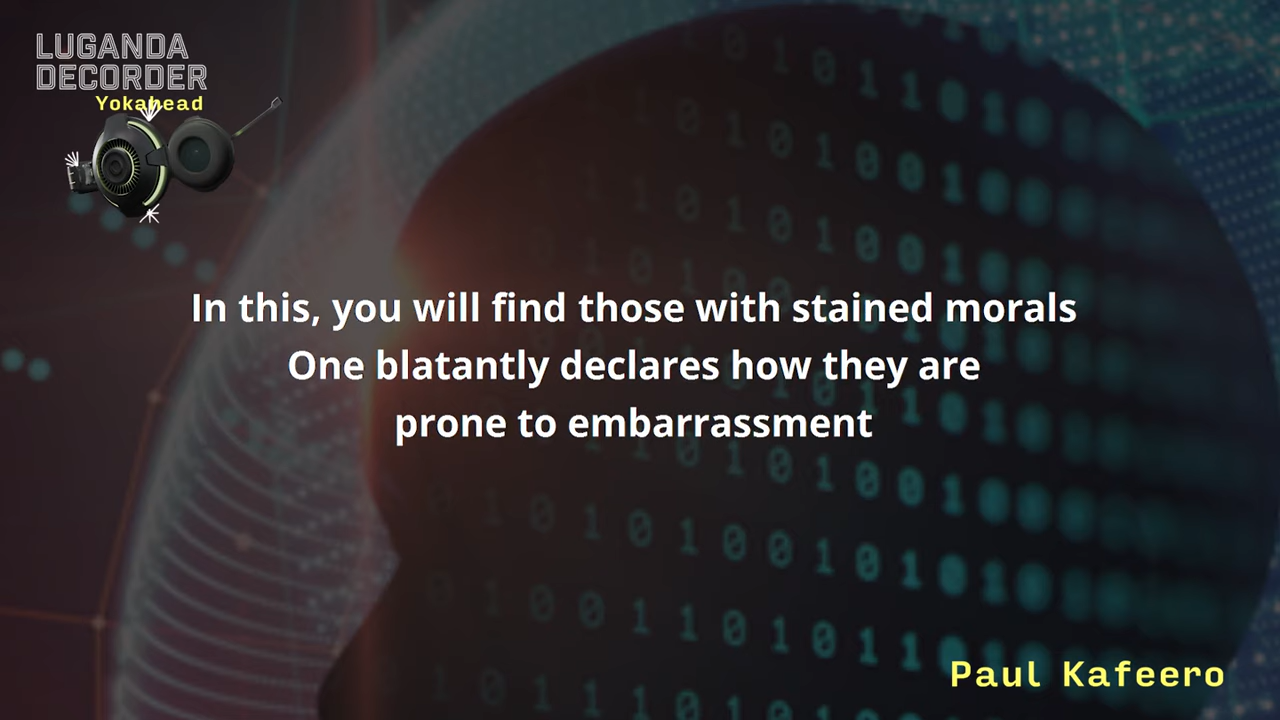 LUGANDA
DECORDER
Yokahead
In this, you will find those with stained morals
One blatantly declares how they are
prone to embarrassment
Paul Kafeero